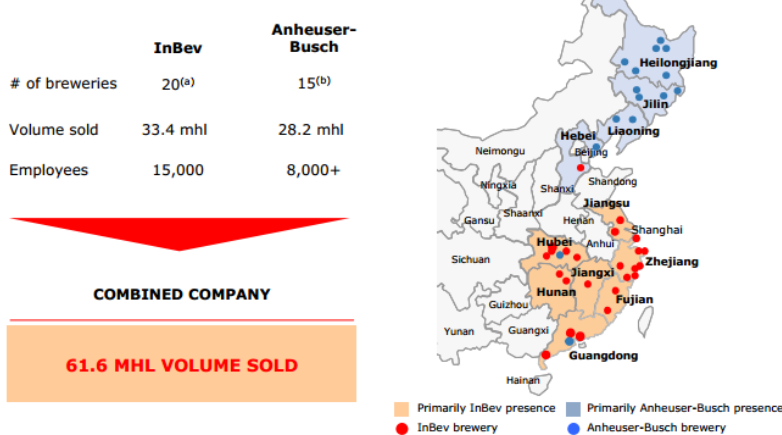 InBev
Anheuser-
Busch
# of breweries 20(a) 15(b)
Volume sold 33.4 mhl 28.2 mhl
Employees 15,000 8,000+
COMBINED COMPANY
61.6 MHL VOLUME SOLD
Heilongjiang
Jilin
Liaoning
Hebei
Beijing
Neimongu
Ningxia
Shanxi
Shandong
Jiangsu
Gansu
Shaanxi
Henan
Shanghai
Hubei
Anhui
Zhejiang
Sichuan
Jiangxi
Hunan
Fujian
Guizhou
Yunan
Guangxi
Guangdong
Hainan
Primarily InBev presence
Primarily Anheuser-Busch presence
InBev brewery
Anheuser-Busch brewery